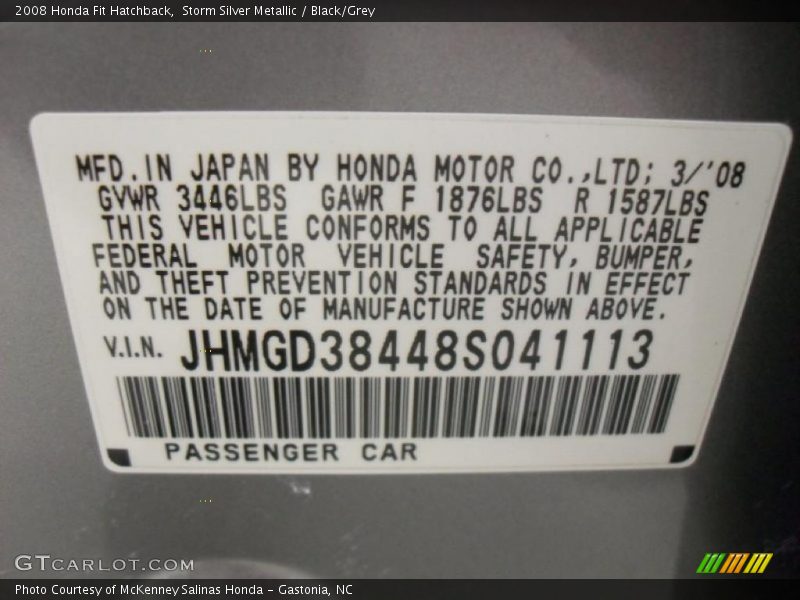 2008 Honda Fit Hatchback,  Storm Silver Metallic / Black/Grey
MFD. IN JAPAN BY HONDA MOTOR CO.,LTD; 3/'08
GVWR 3446LBS GAWR F 1876LBS R 1587LBS
THIS VEHICLE CONFORMS TO ALL APPLICABLE
FEDERAL MOTOR VEHICLE SAFETY, BUMPER,
AND THEFT PREVENTION STANDARDS IN EFFECT
ON THE DATE OF MANUFACTURE SHOWN ABOVE.
V.I.N. JHMGD38448S041113
PASSENGER CAR
GTCARLOT.COM
Photo Courtesy of McKenney Salinas Honda - Gastonia, NC